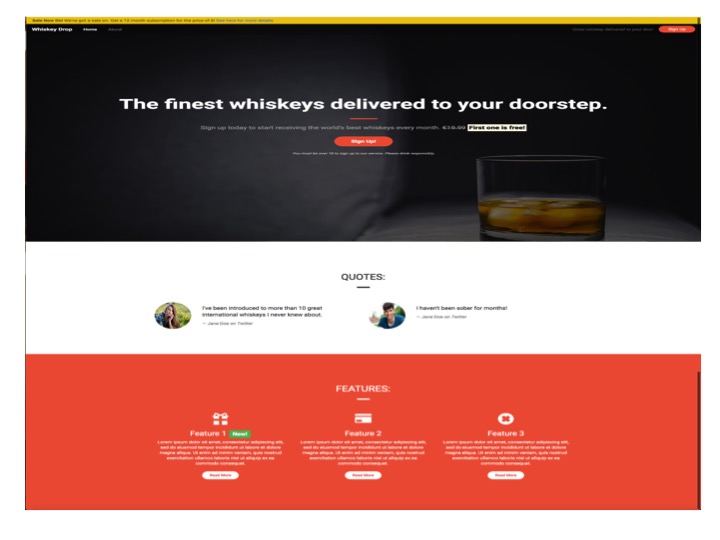 Sale Now On! We've got a sale on. Get a 12 month subscription for the price of 6! See here for more details
Whiskey Drop Home About Great whiskey delivered to your door Sign Up
The finest whiskeys delivered to your doorstep.
Sign up today to start receiving the world's best whiskeys every month. €19.99 First one is free!
Sign Up!
You must be over 18 to sign up to our service. Please drink responsibly.
QUOTES:
I've been introduced to more than 10 great
international whiskeys I never knew about.
— Jane Doe on Twitter
I haven't been sober for months!
— Jane Doe on Twitter
FEATURES:
Feature 1 New!
Lorem ipsum dolor sit amet, consectetur adipiscing elit,
sed do eiusmod tempor incididunt ut labore et dolore
magna aliqua. Ut enim ad minim veniam, quis nostrud
exercitation ullamco laboris nisi ut aliquip ex ea
commodo consequat.
Read More
Feature 2
Lorem ipsum dolor sit amet, consectetur adipiscing elit,
sed do eiusmod tempor incididunt ut labore et dolore
magna aliqua. Ut enim ad minim veniam, quis nostrud
exercitation ullamco laboris nisi ut aliquip ex ea
commodo consequat.
Read More
Feature 3
Lorem ipsum dolor sit amet, consectetur adipiscing elit,
sed do eiusmod tempor incididunt ut labore et dolore
magna aliqua. Ut enim ad minim veniam, quis nostrud
exercitation ullamco laboris nisi ut aliquip ex ea
commodo consequat.
Read More